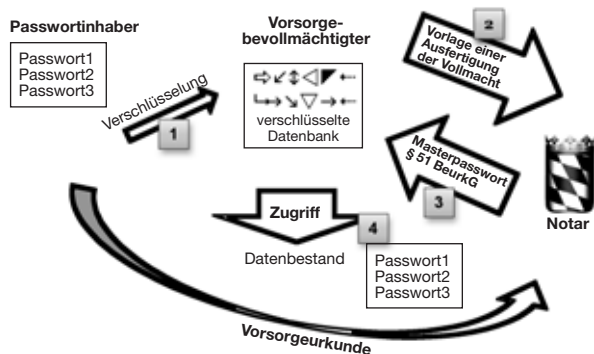 Passwortinhaber
Passwort1
Passwort2
Passwort3
Verschlüsselung
1
Vorsorge-
bevollmächtigter
verschlüsselte
Datenbank
2
Vorlage einer
Ausfertigung
der Vollmacht
Masterpasswort
§ 51 BeurkG
3
Notar
Zugriff
4
Datenbestand
Passwort1
Passwort2
Passwort3
Vorsorgeurkunde